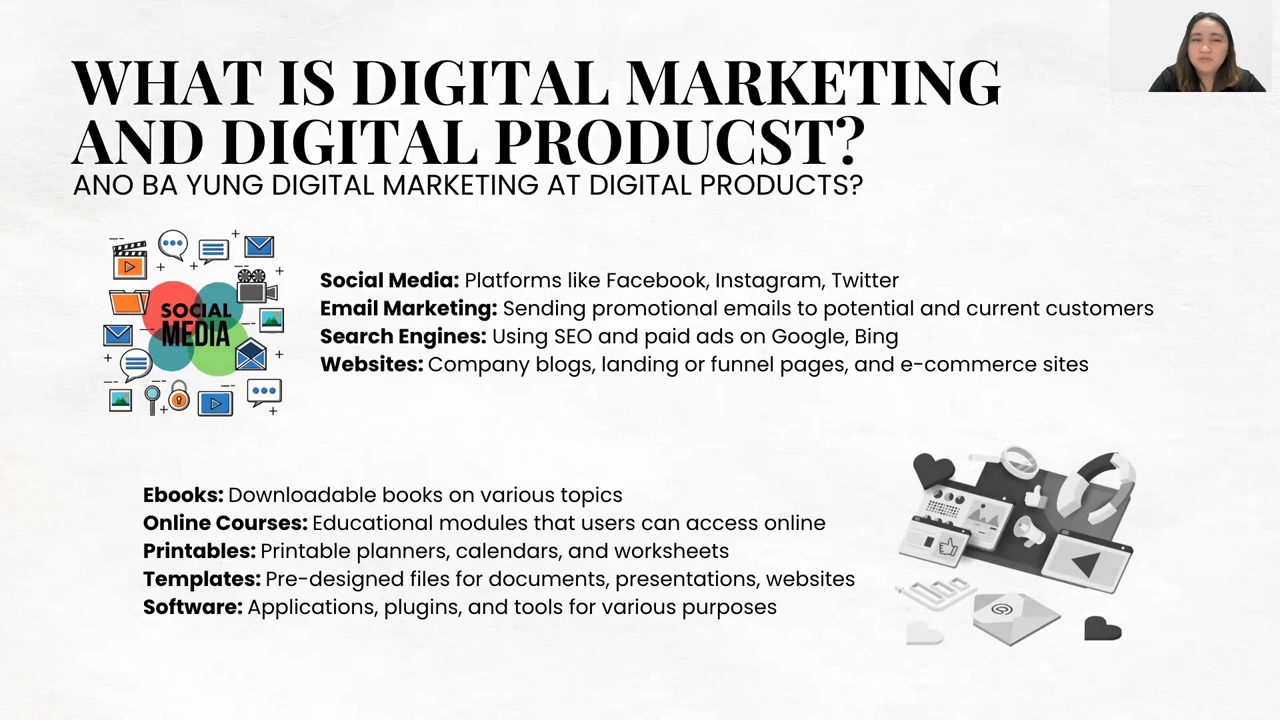 WHAT IS DIGITAL MARKETING
AND DIGITAL PRODUCST?
ANO BA YUNG DIGITAL MARKETING AT DIGITAL PRODUCTS?
SOCIAL
MEDIA
Social Media: Platforms like Facebook, Instagram, Twitter
Email Marketing: Sending promotional emails to potential and current customers
Search Engines: Using SEO and paid ads on Google, Bing
Websites: Company blogs, landing or funnel pages, and e-commerce sites
Ebooks: Downloadable books on various topics
Online Courses: Educational modules that users can access online
Printables: Printable planners, calendars, and worksheets
Templates: Pre-designed files for documents, presentations, websites
Software: Applications, plugins, and tools for various purposes
@